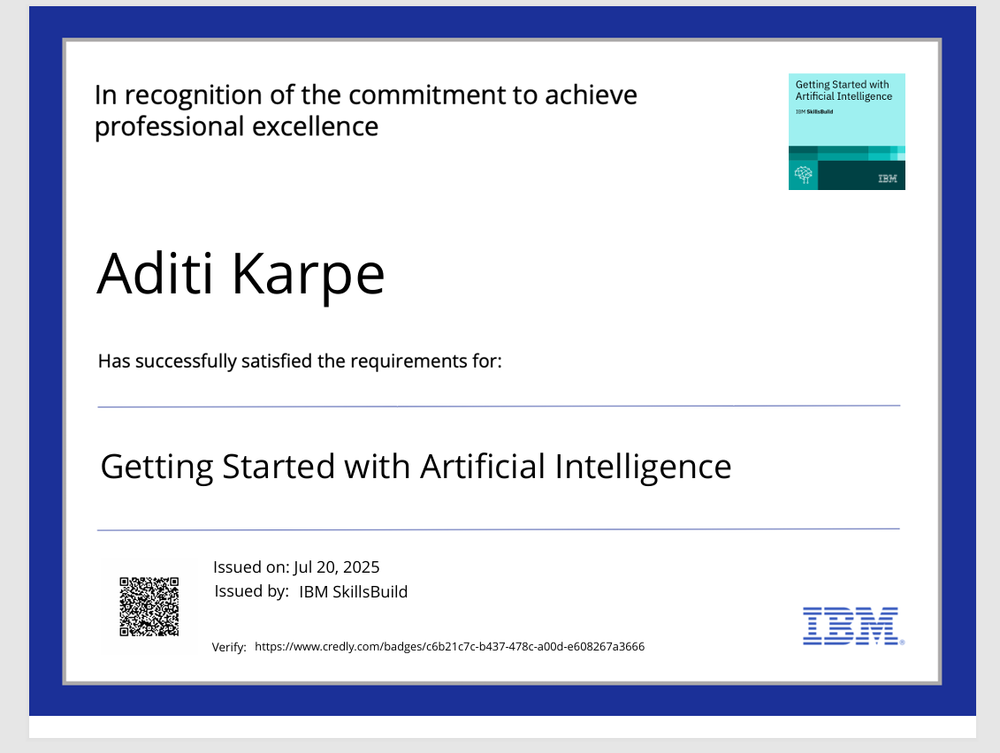 In recognition of the commitment to achieve
professional excellence
Getting Started with
Artificial Intelligence
IBM SkillsBuild
IBM
Aditi Karpe
Has successfully satisfied the requirements for:
Getting Started with Artificial Intelligence
Issued on: Jul 20, 2025
Issued by: IBM SkillsBuild
Verify: https://www.credly.com/badges/c6b21c7c-b437-478c-a00d-e608267a3666
IBM®